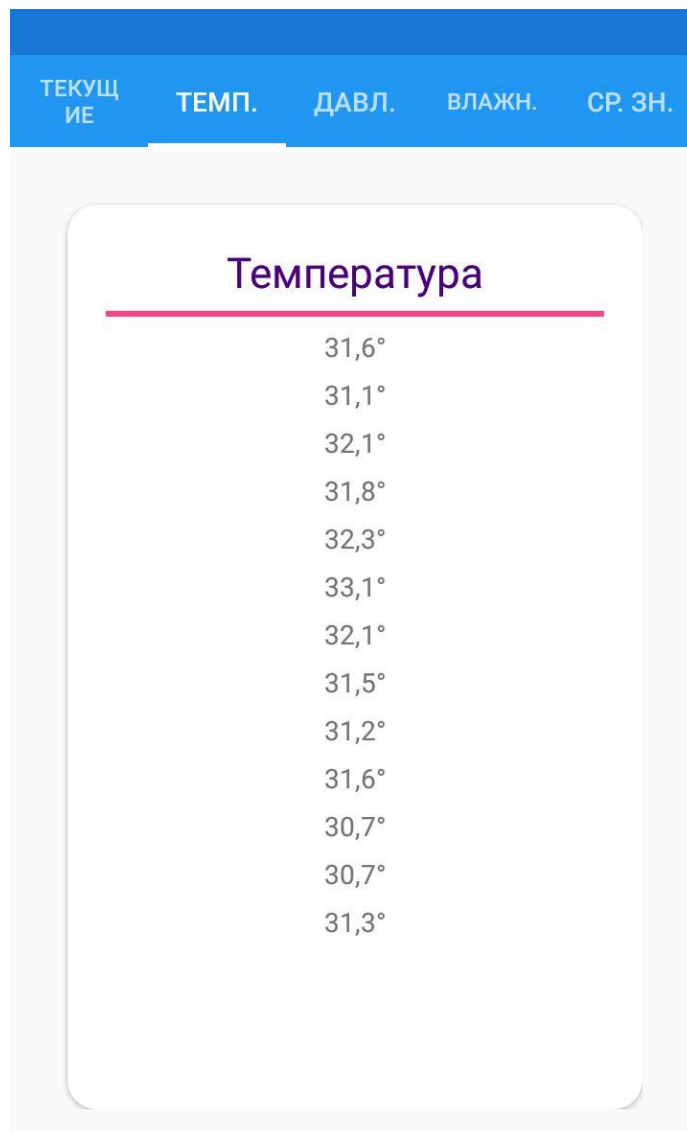 ТЕКУЩ
ИЕ
ТЕМП.
ДАВЛ.
ВЛАЖН.
СР. ЗН.
Температура
31,6°
31,1°
32,1°
31,8°
32,3°
33,1°
32,1°
31,5°
31,2°
31,6°
30,7°
30,7°
31,3°